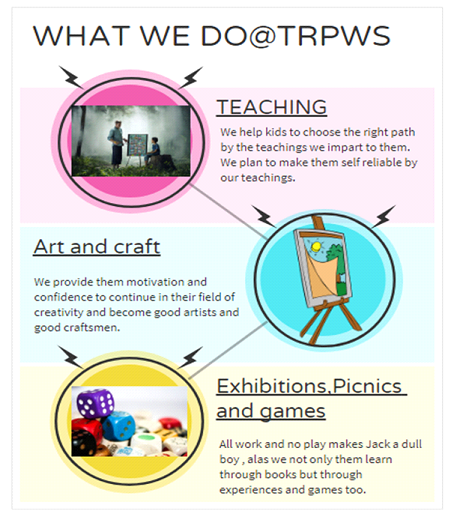 WHAT WE DO@TRPWS
TEACHING
We help kids to choose the right path
by the teachings we impart to them.
We plan to make them self reliable by
our teachings.
Art and craft
We provide them motivation and
confidence to continue in their field of
creativity and become good artists and
good craftsmen.
Exhibitions,Picnics
and games
All work and no play makes Jack a dull
boy , alas we not only them learn
through books but through
experiences and games too.